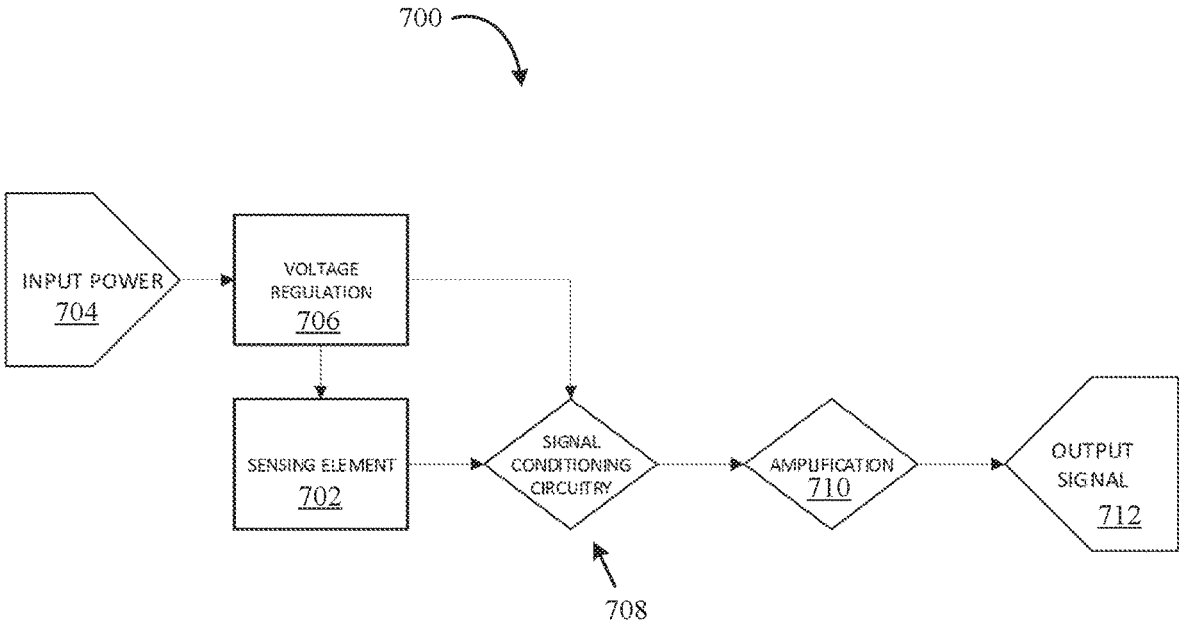 700
INPUT POWER
704
VOLTAGE
REGULATION
706
SENSING ELEMENT
702
SIGNAL
CONDITIONING
CIRCUITRY
708
AMPLIFICATION
710
OUTPUT
SIGNAL
712